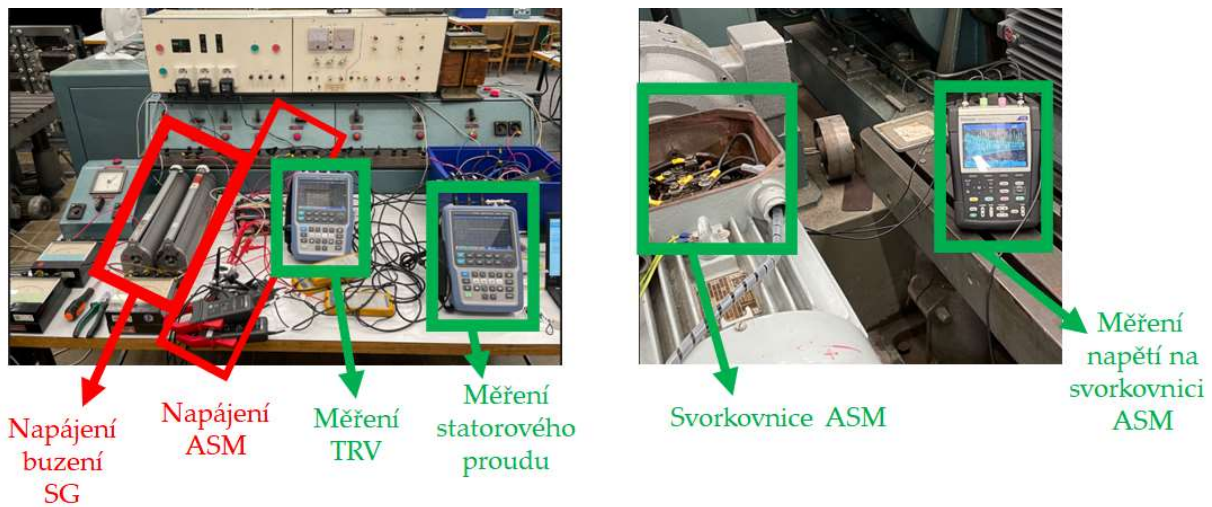 Napájení
buzení
SG
Napájení
ASM
Měření
TRV
Měření
statorového
proudu
Svorkovnice ASM
Měření
napětí na
svorkovnici
ASM